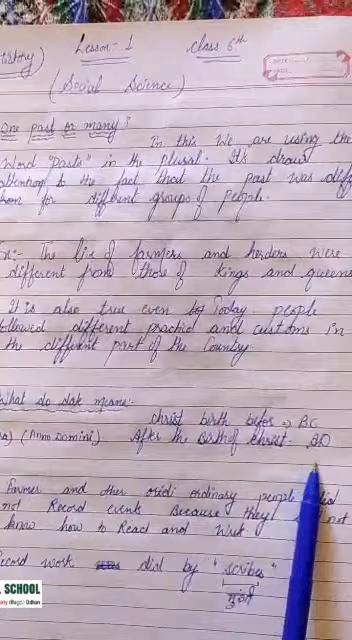 History)
Lesson- 1
Class 6th
(Social Science)
One past or many?
In this We are using the
Word "Pasts" in the plural. It's draw
attention to the fact that the past was diff
for different groups of people.
Ex:- The live of farmers and herders were
different from those of Kings and queens
It is also true even Today. people
followed different and customs in
the different part of the Country
What do date means:-
christ birth befor => BC
(Anno Domini) After the Birth of christ- AD
Farmer and other ordinary people did
not Record events Because they not
know how to Read and Write.
Record work did by "scribes"
मुंशी
L SCHOOL